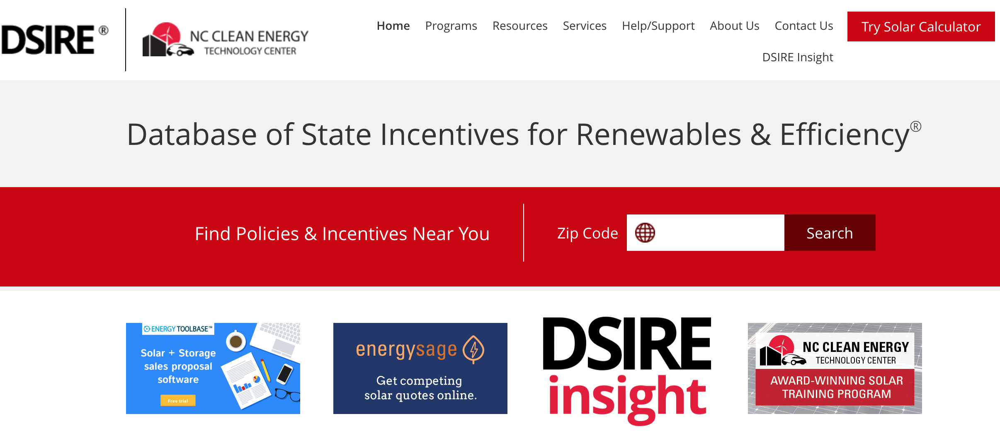 DSIRE ®
NC CLEAN ENERGY
TECHNOLOGY CENTER
Home Programs Resources Services Help/Support About Us Contact Us
DSIRE Insight
Try Solar Calculator
Database of State Incentives for Renewables & Efficiency®
Find Policies & Incentives Near You
Zip Code
Search
ENERGY TOOLBASE™
Solar + Storage
sales proposal
software
Free trial
energysage
Get competing
solar quotes online.
DSIRE
insight
NC CLEAN ENERGY
TECHNOLOGY CENTER
AWARD-WINNING SOLAR
TRAINING PROGRAM